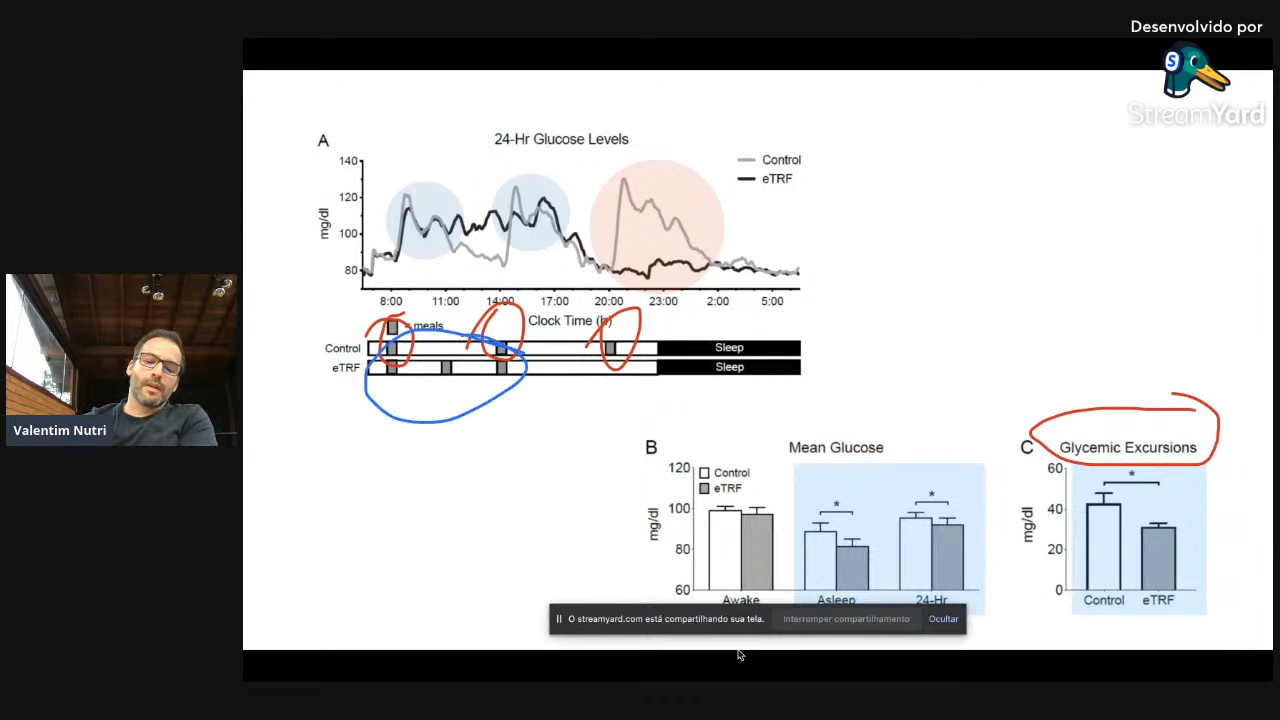 Desenvolvido por
StreamYard
A
24-Hr Glucose Levels
Control
eTRF
140
120
100
80
mg/dl
8:00 11:00 14:00 17:00 20:00 23:00 2:00 5:00
Clock Time (h)
= meals
Control
Sleep
eTRF
Sleep
Valentim Nutri
B
Mean Glucose
Control
eTRF
120
100
80
60
mg/dl
* *
Awake Asleep 24-Hr
C
Glycemic Excursions
60
40
20
0
mg/dl
*
Control eTRF
O streamyard.com está compartilhando sua tela. Interromper compartilhamento Ocultar